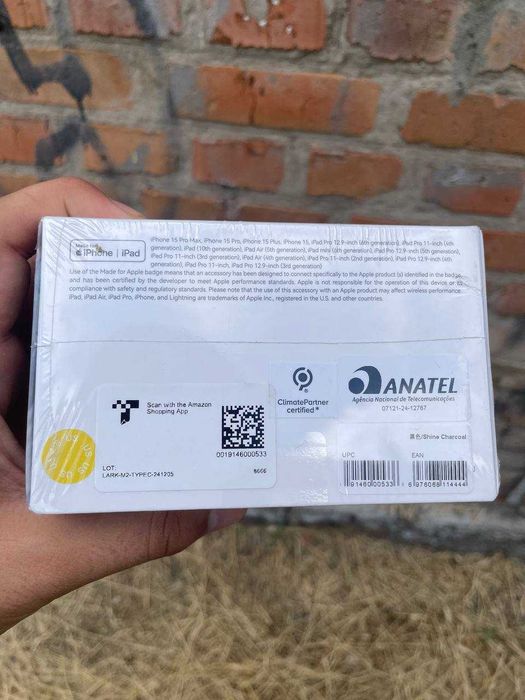 Made for
iPhone | iPad
iPhone 15 Pro Max, iPhone 15 Pro, iPhone 15 Plus, iPhone 15, iPad Pro 12.9-inch (6th generation), iPad Pro 11-inch (4th
generation), iPad (10th generation), iPad Air (5th generation), iPad mini (6th generation), iPad Pro 12.9-inch (5th
generation), iPad Pro 11-inch (3rd generation), iPad Air (4th generation), iPad Pro 11-inch (2nd generation), iPad Pro 12.9-inch (4th
generation), iPad Pro 11-inch, iPad Pro 12.9-inch (3rd generation)
Use of the Made for Apple badge means that an accessory has been designed to connect specifically to the Apple product (s) identified in the badge
and has been certified by the developer to meet Apple performance standards. Apple is not responsible for the operation of this device or its
compliance with safety and regulatory standards. Please note that the use of this accessory with an Apple product may affect wireless performance.
iPad, iPad Air, iPad Pro, iPhone, and Lightning are trademarks of Apple Inc., registered in the U.S. and other countries.
Scan with the Amazon
Shopping App
0019146000533
LOT:
LARK-M2-TYPEC-241205
ClimatePartner
certified*
ANATEL
Agência Nacional de Telecomunicações
07121-24-12767
黑色/Shine Charcoal
UPC
EAN
91460 00533
6 976068 114444